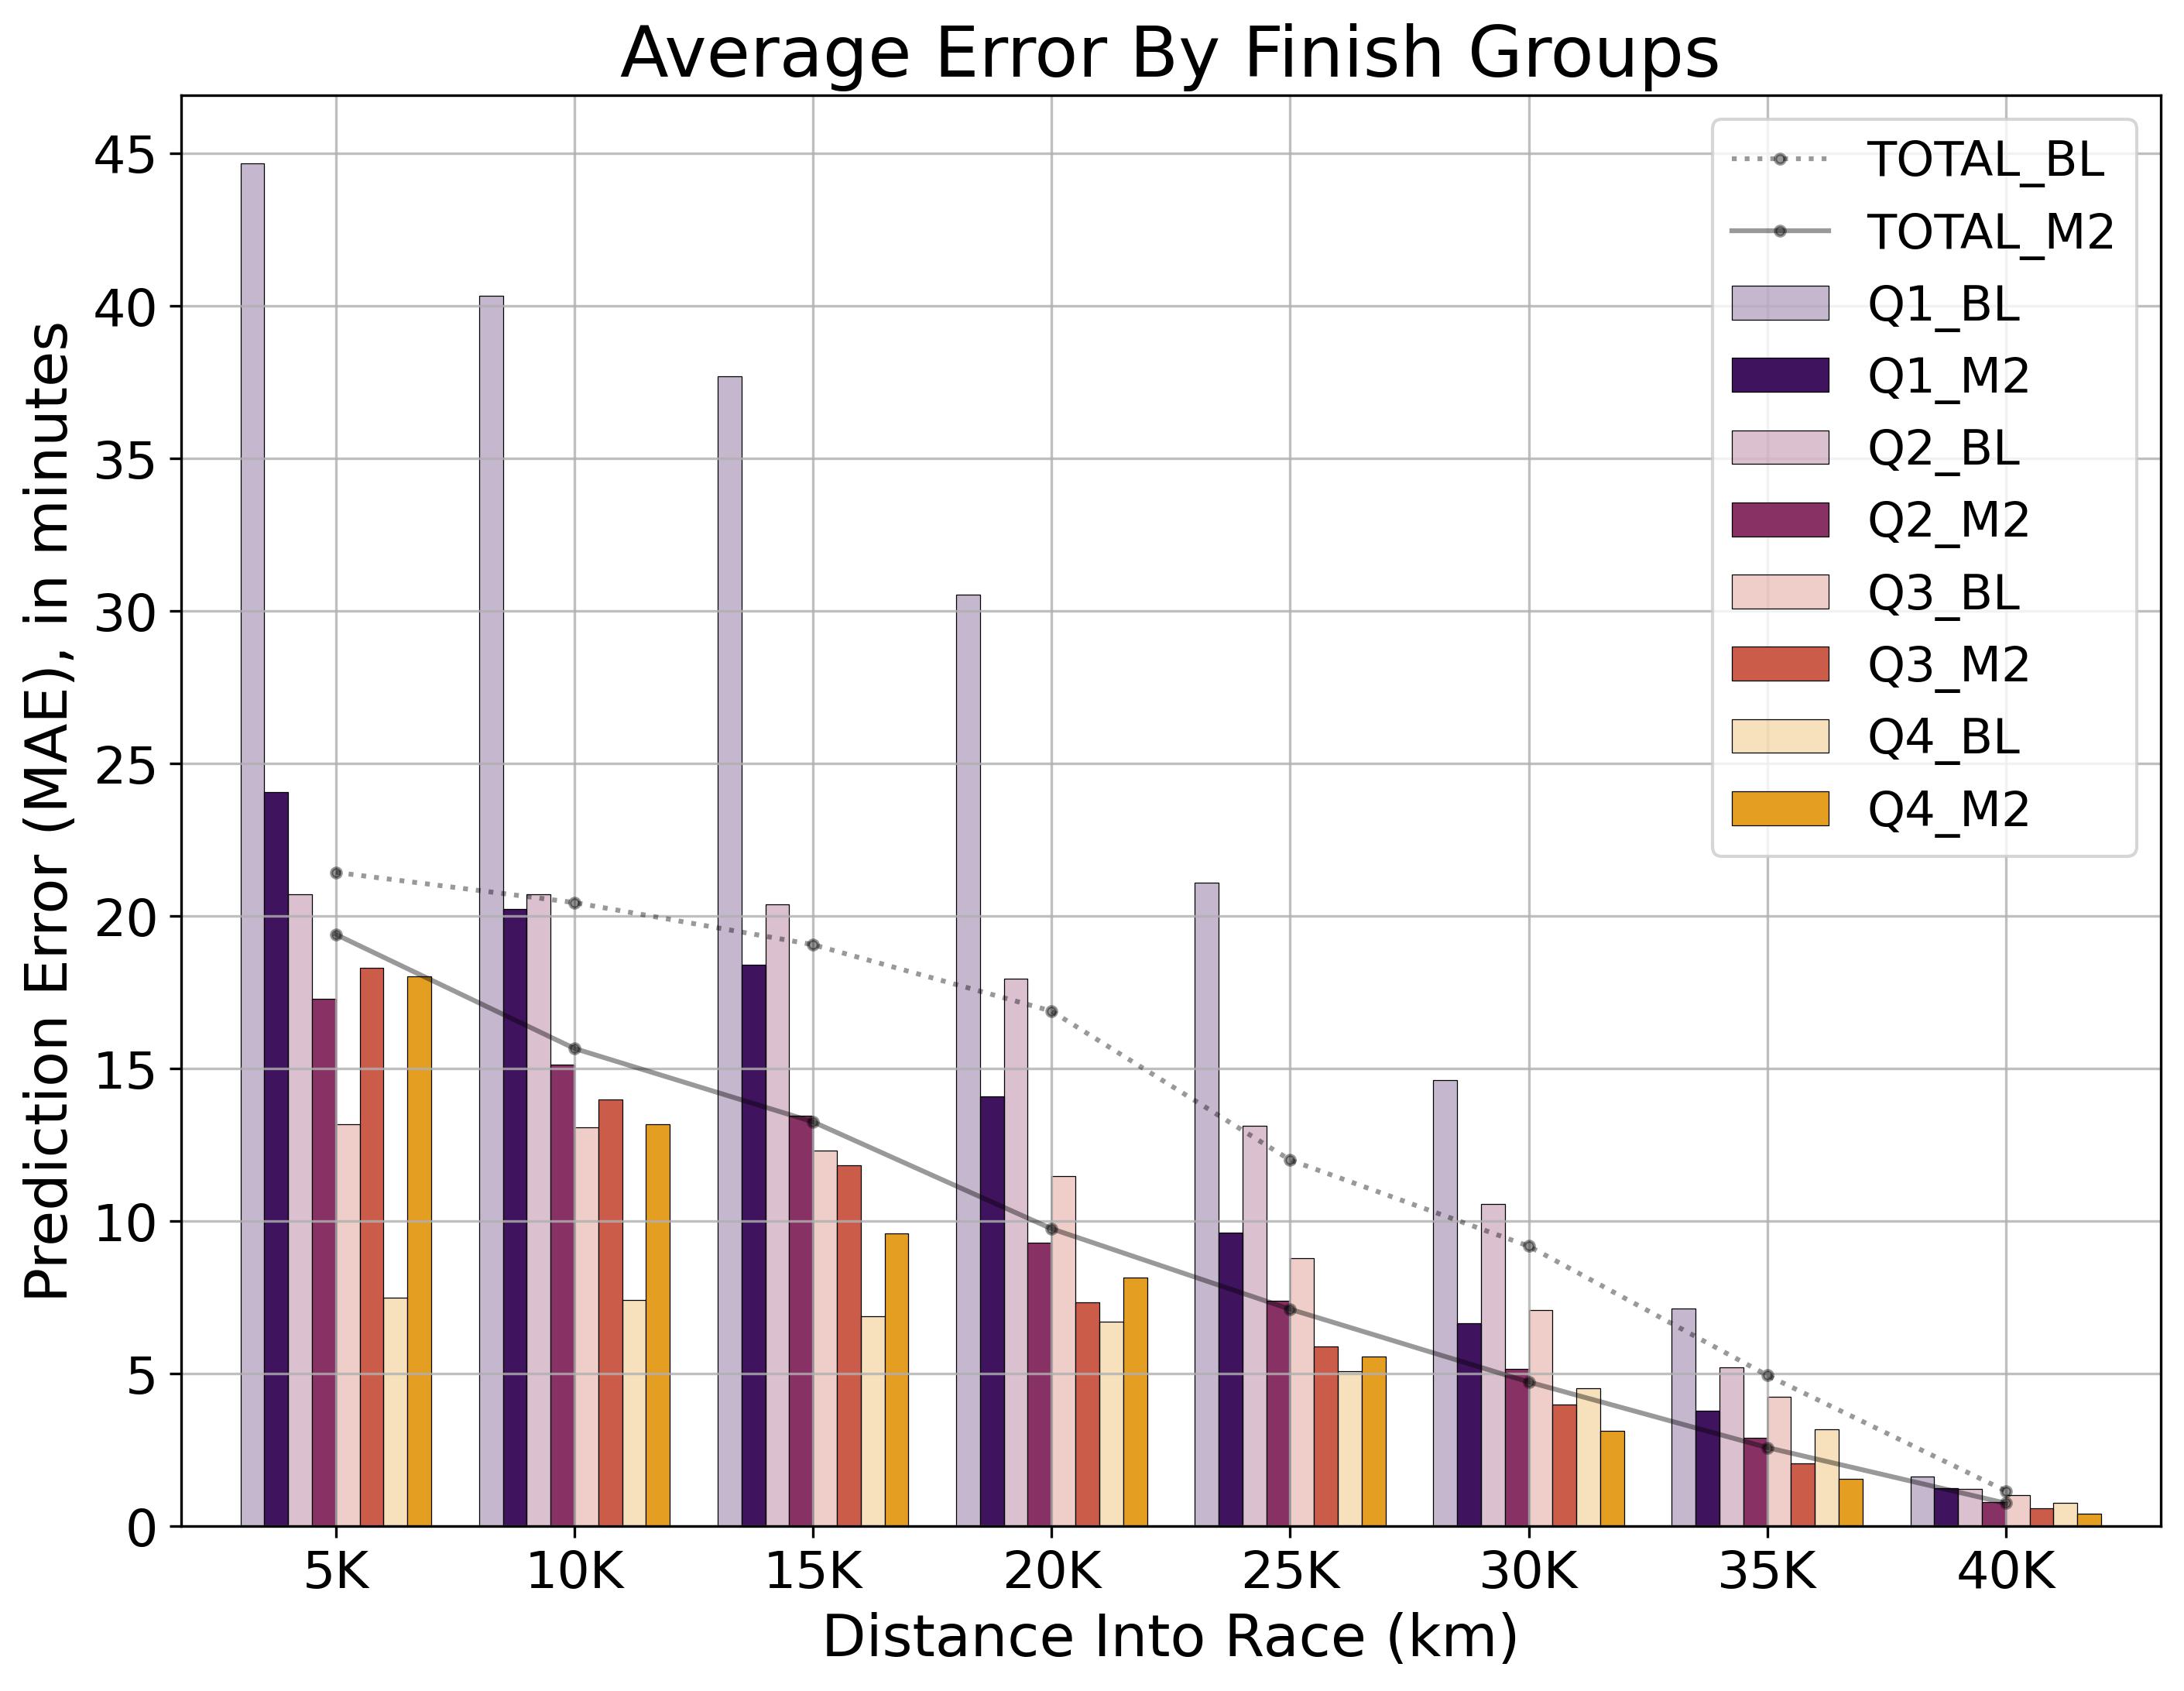 Average Error By Finish Groups
Prediction Error (MAE), in minutes
45
40
35
30
25
20
15
10
5
0
TOTAL_BL
TOTAL_M2
Q1_BL
Q1_M2
Q2_BL
Q2_M2
Q3_BL
Q3_M2
Q4_BL
Q4_M2
5K 10K 15K 20K 25K 30K 35K 40K
Distance Into Race (km)